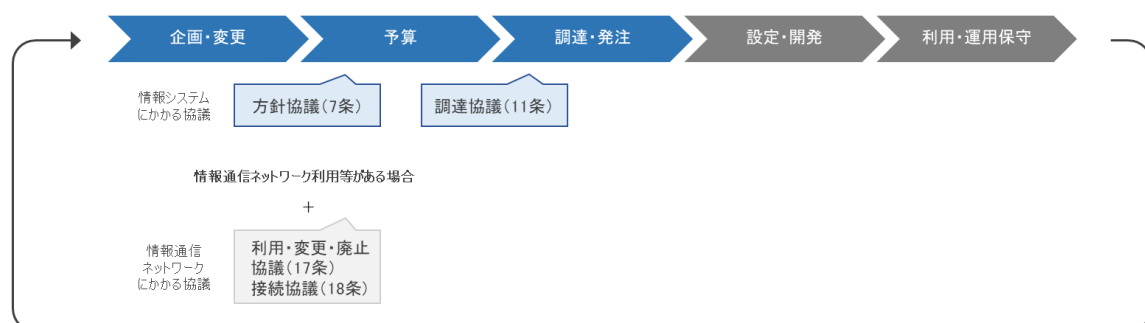 企画・変更
予算
調達・発注
設定・開発
利用・運用保守
情報システム
にかかる協議
方針協議(7条)
調達協議(11条)
情報通信ネットワーク利用等がある場合
+
情報通信
ネットワーク
にかかる協議
利用・変更・廃止
協議(17条)
接続協議(18条)